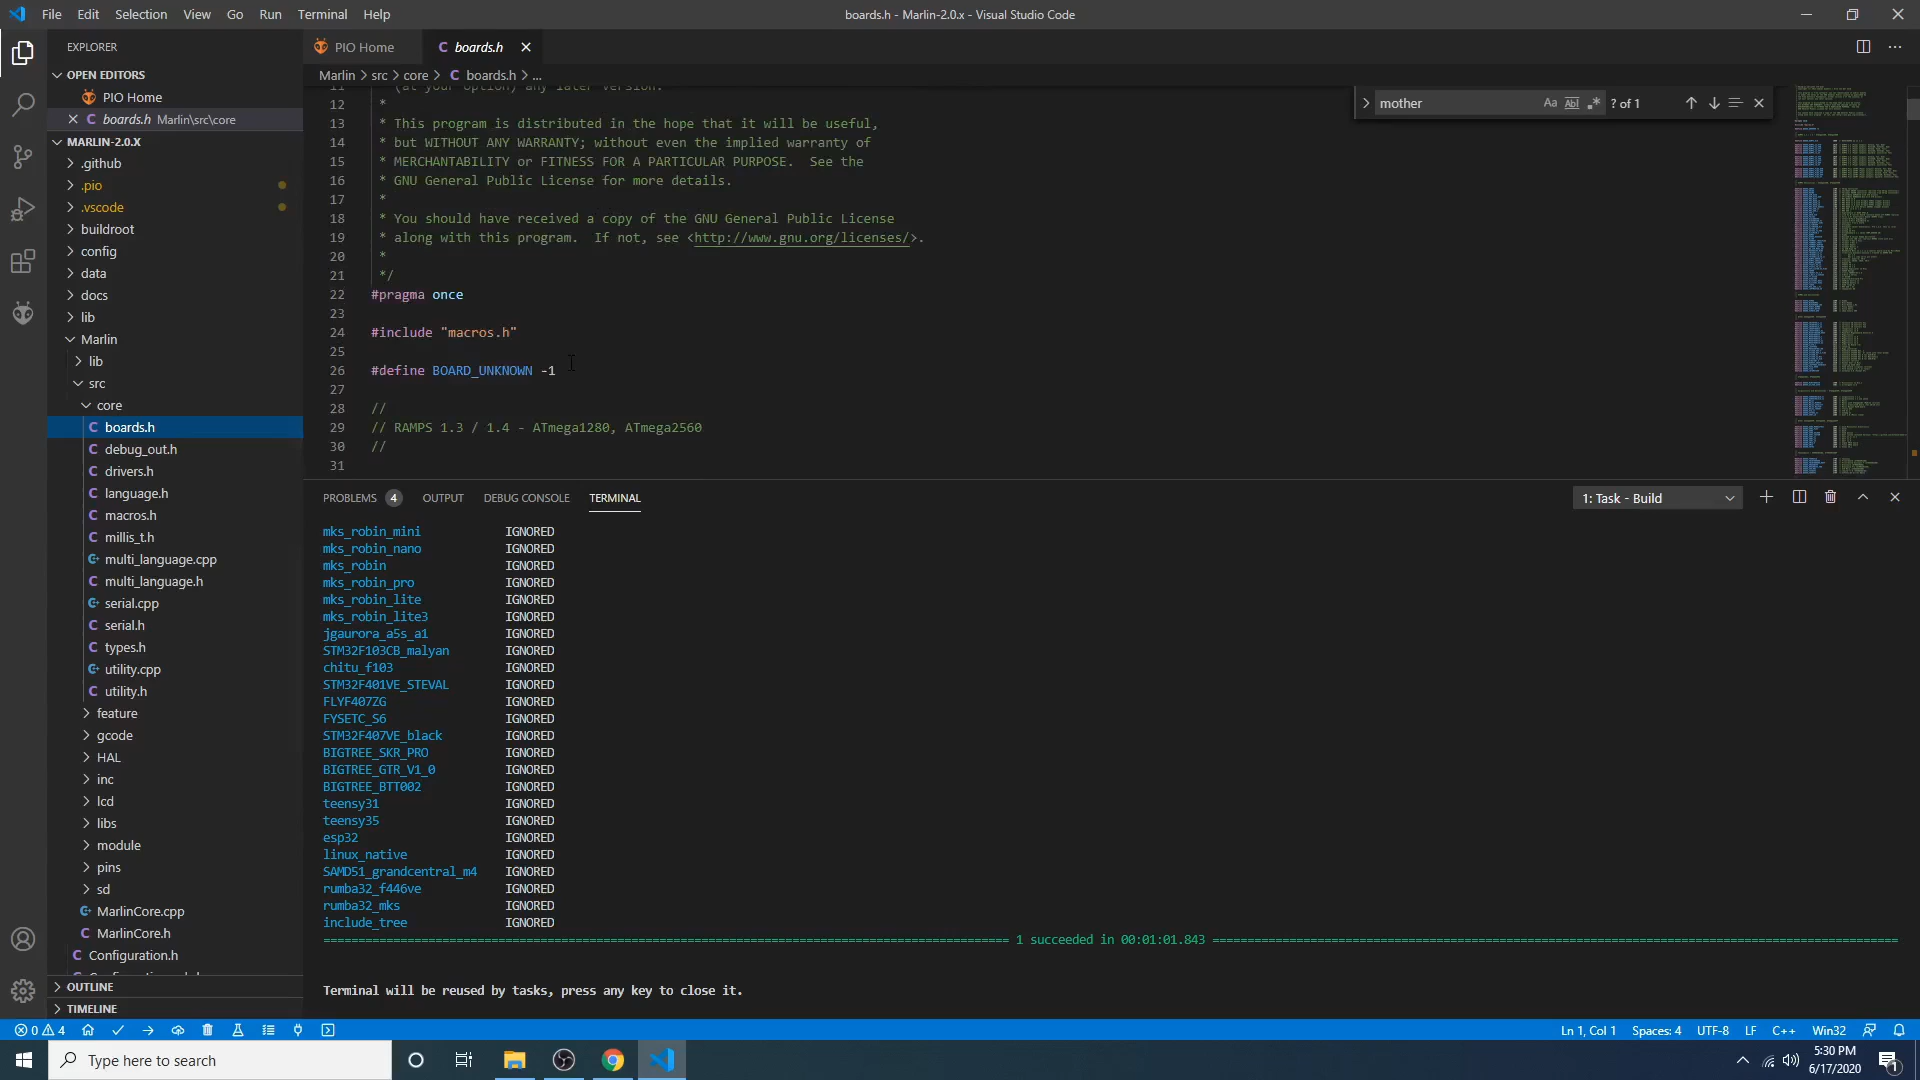 File Edit Selection View Go Run Terminal Help
boards.h - Marlin-2.0.x - Visual Studio Code
EXPLORER
OPEN EDITORS
PIO Home
boards.h Marlin\src\core
MARLIN-2.0.X
.github
.pio
.vscode
buildroot
config
data
docs
lib
Marlin
lib
src
core
boards.h
debug_out.h
drivers.h
language.h
macros.h
millis_t.h
multi_language.cpp
multi_language.h
serial.cpp
serial.h
types.h
utility.cpp
utility.h
feature
gcode
HAL
inc
lcd
libs
module
pins
sd
MarlinCore.cpp
MarlinCore.h
Configuration.h
OUTLINE
TIMELINE
PIO Home
boards.h
Marlin > src > core > C boards.h > ...
mother Aa Abl .* ? of 1
11 * (at your option) any later version.
12 *
13 * This program is distributed in the hope that it will be useful,
14 * but WITHOUT ANY WARRANTY; without even the implied warranty of
15 * MERCHANTABILITY or FITNESS FOR A PARTICULAR PURPOSE.  See the
16 * GNU General Public License for more details.
17 *
18 * You should have received a copy of the GNU General Public License
19 * along with this program.  If not, see <http://www.gnu.org/licenses/>.
20 *
21 */
22 #pragma once
23
24 #include "macros.h"
25
26 #define BOARD_UNKNOWN -1
27
28 //
29 // RAMPS 1.3 / 1.4 - ATmega1280, ATmega2560
30 //
31
PROBLEMS 4 OUTPUT DEBUG CONSOLE TERMINAL
1: Task - Build
mks_robin_mini IGNORED
mks_robin_nano IGNORED
mks_robin IGNORED
mks_robin_pro IGNORED
mks_robin_lite IGNORED
mks_robin_lite3 IGNORED
jgaurora_a5s_a1 IGNORED
STM32F103CB_malyan IGNORED
chitu_f103 IGNORED
STM32F401VE_STEVAL IGNORED
FLYF407ZG IGNORED
FYSETC_S6 IGNORED
STM32F407VE_black IGNORED
BIGTREE_SKR_PRO IGNORED
BIGTREE_GTR_V1_0 IGNORED
BIGTREE_BTT002 IGNORED
teensy31 IGNORED
teensy35 IGNORED
esp32 IGNORED
linux_native IGNORED
SAMD51_grandcentral_m4 IGNORED
rumba32_f446ve IGNORED
rumba32_mks IGNORED
include_tree IGNORED
1 succeeded in 00:01:01.843
Terminal will be reused by tasks, press any key to close it.
0 4
Ln 1, Col 1 Spaces: 4 UTF-8 LF C++ Win32
Type here to search
5:30 PM
6/17/2020
1